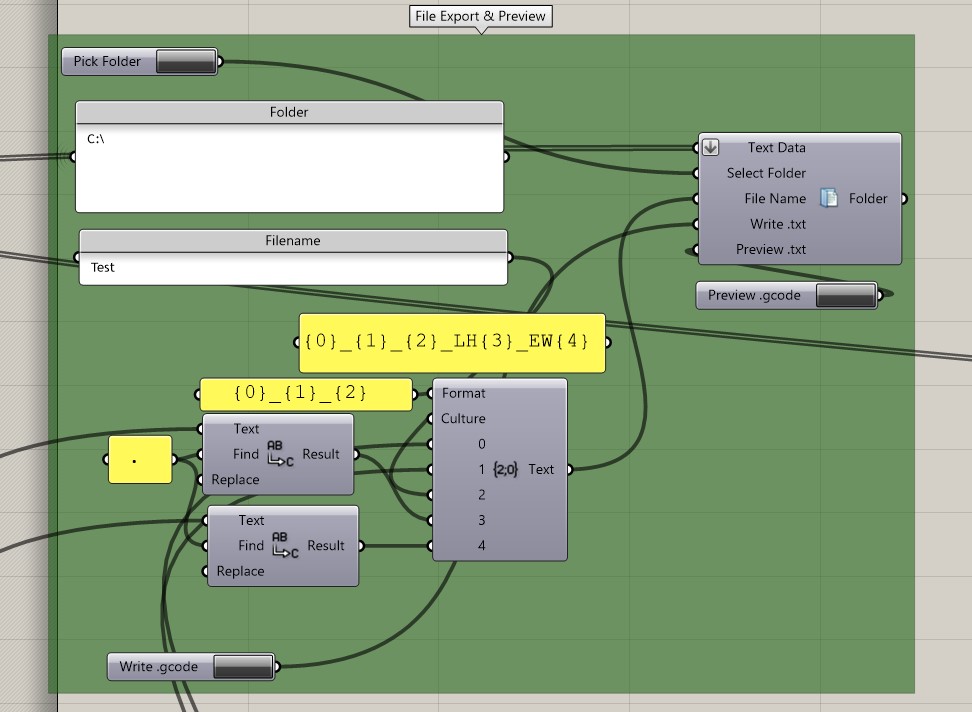 File Export & Preview
Pick Folder
Folder
C:\
Text Data
Select Folder
File Name
Folder
Write .txt
Preview .txt
Filename
Test
Preview .gcode
{0}_{1}_{2}_LH{3}_EW{4}
{0}_{1}_{2}
Format
Culture
0
1
2
3
4
{2;0}
Text
.
Text
Find
AB
C
Result
Replace
Text
Find
AB
C
Result
Replace
Write .gcode